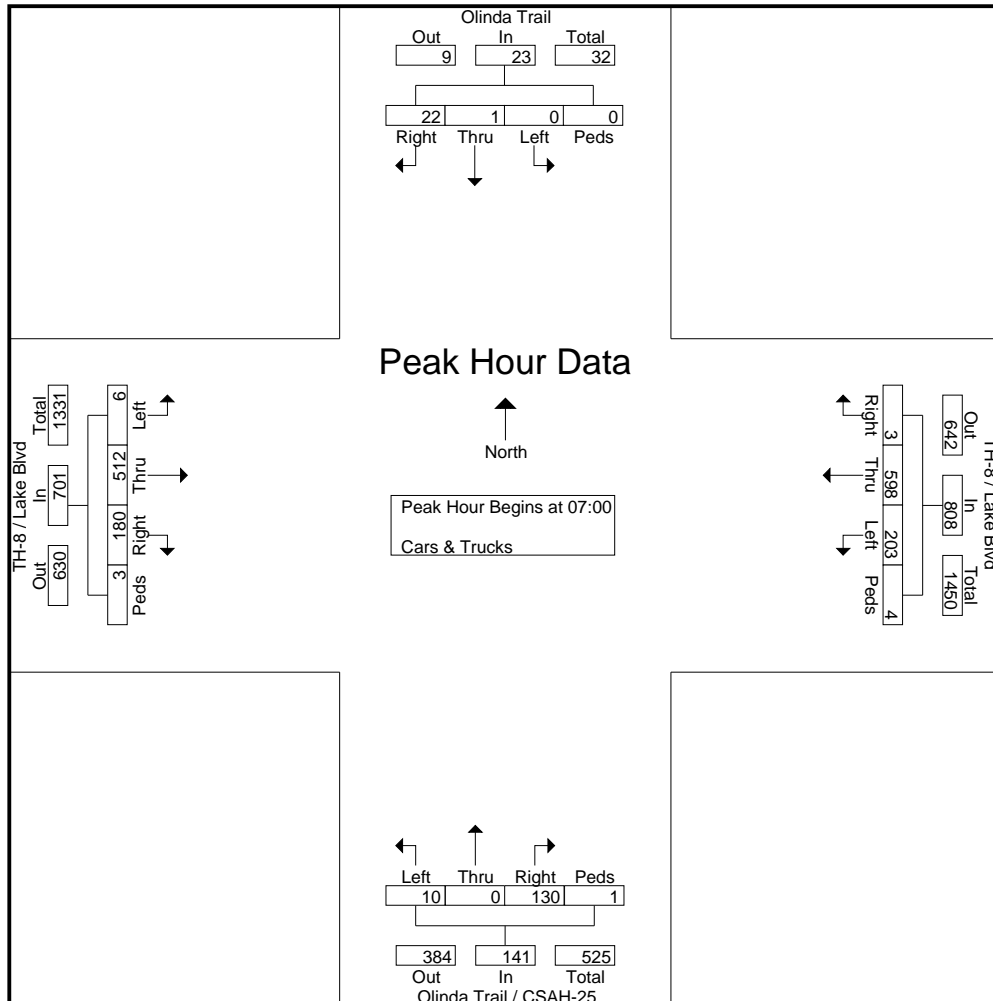 Olinda Trail
Out In Total
9 23 32
22 1 0 0
Right Thru Left Peds
Peak Hour Data
North
Peak Hour Begins at 07:00
Cars & Trucks
TH-8 / Lake Blvd
Total In Out
1331 701 630
6 512 180 3
Left Thru Right Peds
TH-8 / Lake Blvd
Out In Total
642 808 1450
3 598 203 4
Right Thru Left Peds
Left Thru Right Peds
10 0 130 1
384 141 525
Out In Total
Olinda Trail / CSAH-25